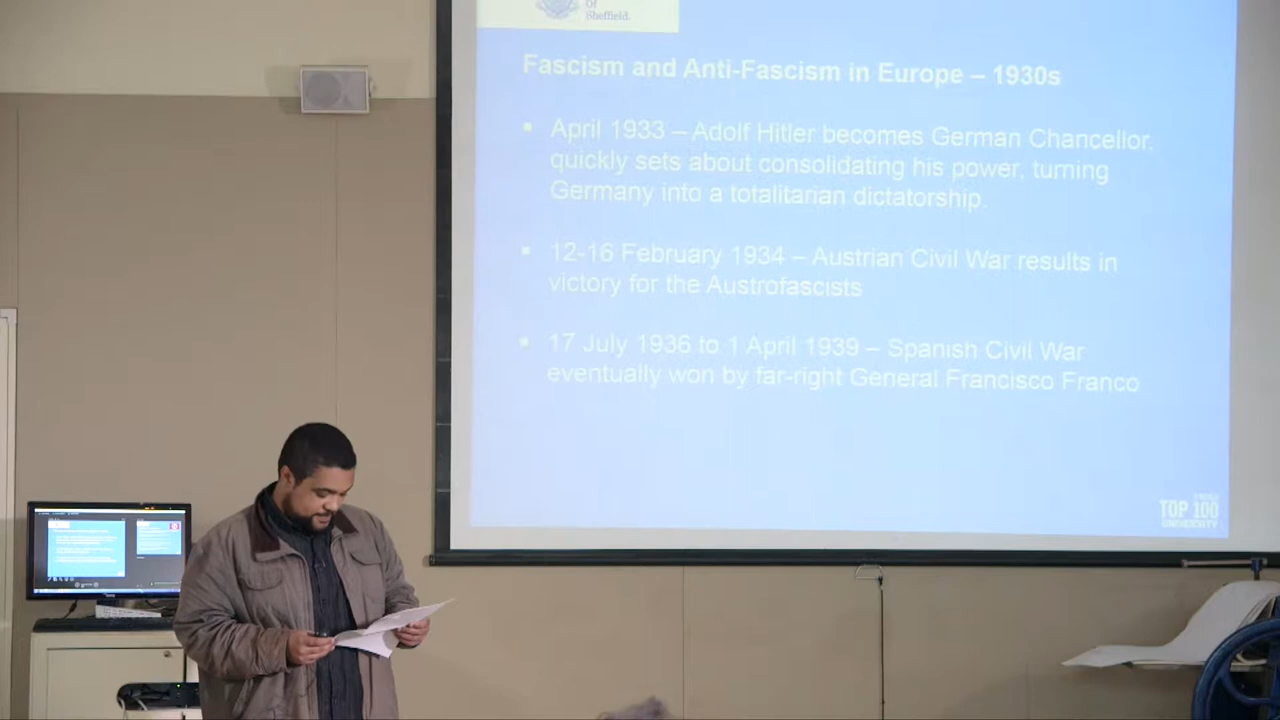 Of
Sheffield.
Fascism and Anti-Fascism in Europe – 1930s
▪ April 1933 – Adolf Hitler becomes German Chancellor,
quickly sets about consolidating his power, turning
Germany into a totalitarian dictatorship.
▪ 12-16 February 1934 – Austrian Civil War results in
victory for the Austrofascists
▪ 17 July 1936 to 1 April 1939 – Spanish Civil War
eventually won by far-right General Francisco Franco
TOP 100
UNIVERSITY